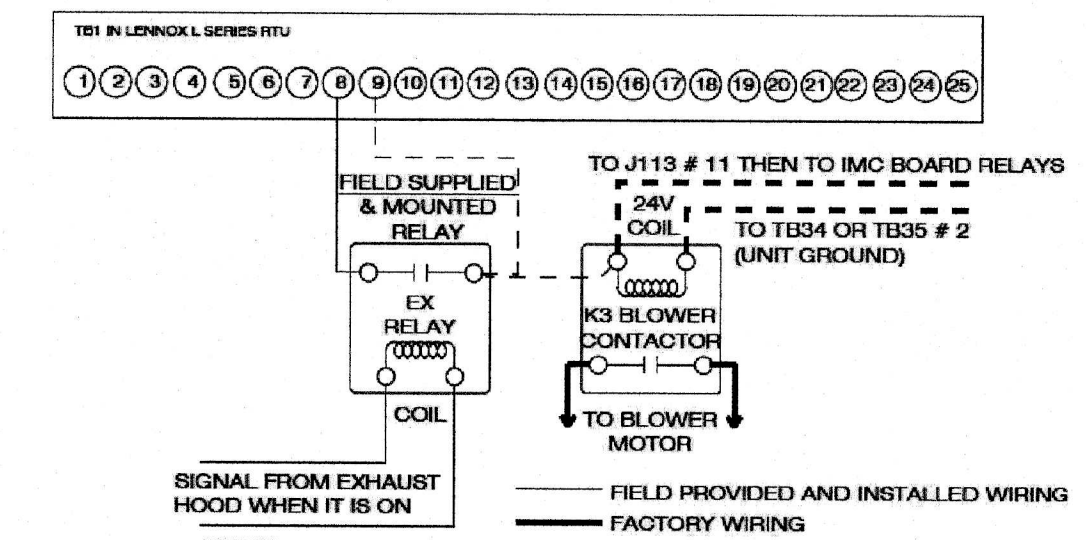 TB1 IN LENNOX L SERIES RTU
1 2 3 4 5 6 7 8 9 10 11 12 13 14 15 16 17 18 19 20 21 22 23 24 25
TO J113 # 11 THEN TO IMC BOARD RELAYS
FIELD SUPPLIED
& MOUNTED
RELAY
24V
COIL
TO TB34 OR TB35 # 2
(UNIT GROUND)
EX
RELAY
K3 BLOWER
CONTACTOR
COIL
TO BLOWER
MOTOR
SIGNAL FROM EXHAUST
HOOD WHEN IT IS ON
FIELD PROVIDED AND INSTALLED WIRING
FACTORY WIRING